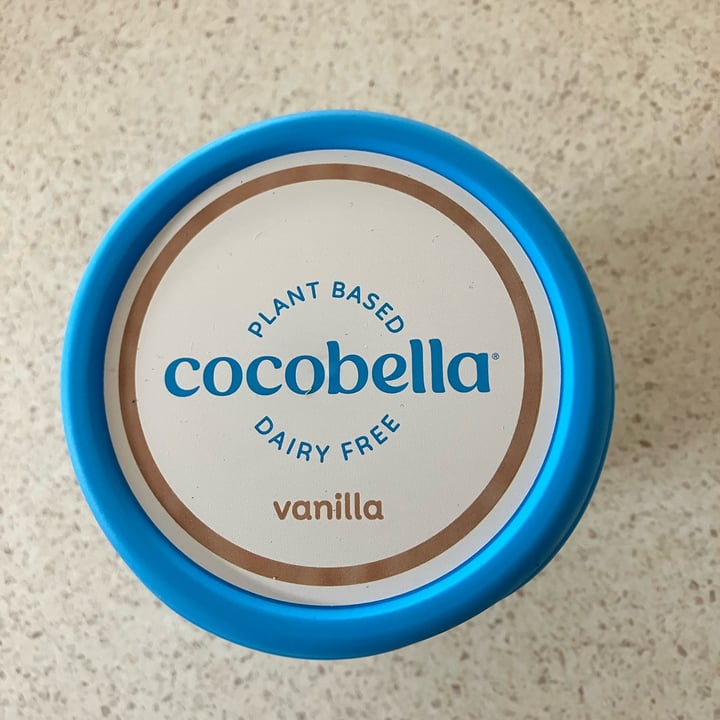 PLANT BASED
cocobella®
DAIRY FREE
vanilla